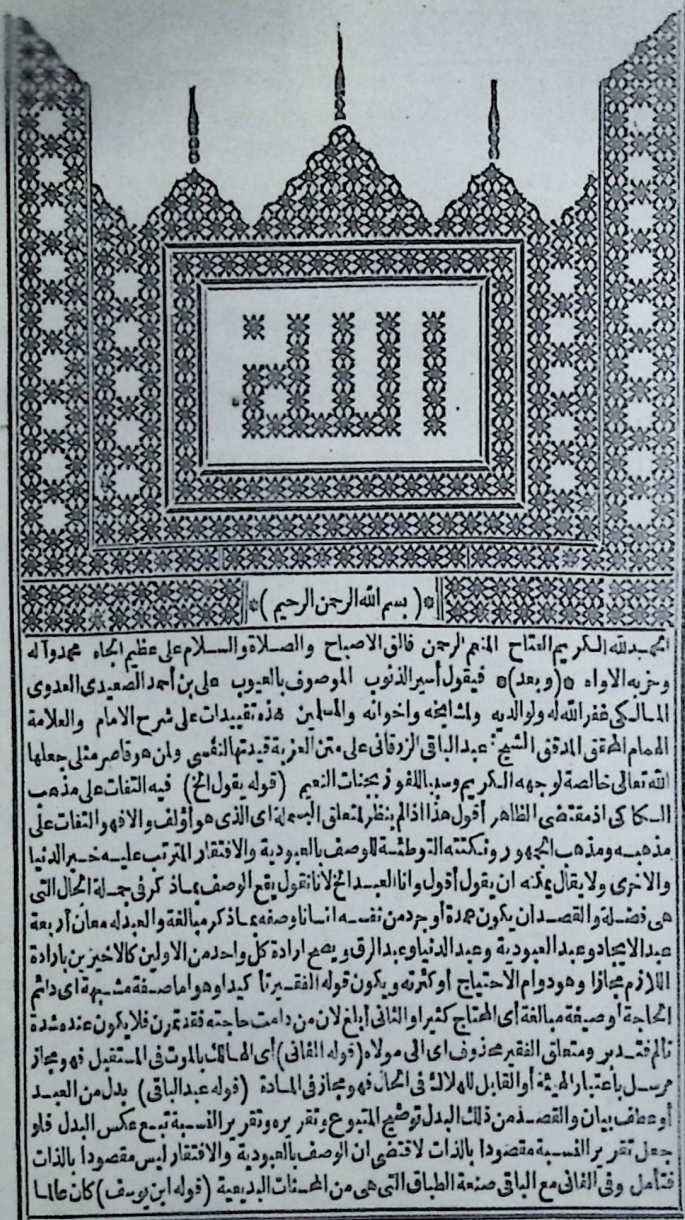 الله
*( بسم الله الرحمن الرحيم )*
الحمد لله الكريم الفتاح المنعم الرحمن فالق الاصباح والصلاة والسلام على عظيم الجاه محمد وآله
وحزبه الاواه *( وبعد )* فيقول أسير الذنوب الموصوف بالعيوب على بن أحمد الصعيدى العدوى
المالكى غفر الله له ولوالديه ولمشايخه واخوانه والمسلمين هذه تقييدات على شرح الامام والعلامة
الهمام المحقق المدقق الشيخ عبد الباقى الزرقانى على متن العزية قيدتها لنفسى ولمن هو قاصر مثلى جعلها
الله تعالى خالصة لوجهه الكريم وسببا للفوز بجنات النعيم (قوله يقول الخ) فيه التفات على مذهب
السكاكى اذ مقتضى الظاهر أقول هذا اذا لم ينظر لمتعلق البسملة اى الذى هو أؤلف والا فهو التفات على
مذهبه ومذهب الجمهور ونكتته التوطئة للوصف بالعبودية والافتقار المترتب عليه خير الدنيا
والاخرى ولا يقال يمكنه ان يقول أقول وانا العبد الخ لانا نقول يقع الوصف بما ذكر فى جملة الحال التى
هى فضلة والقصد ان يكون عمدة أو جرد من نفسه انسانا وصفه بما ذكر مبالغة والعبد له معان أربعة
عبد الايجاد وعبد العبودية وعبد الدنيا وعبد الرق ويصح ارادة كل واحد من الاولين كالاخيرين بارادة
اللازم مجازا وهو دوام الاحتياج أو كثرته ويكون قوله الفقير تأكيدا وهو اما صفة مشبهة اى دائم
الحاجة أو صيغة مبالغة أى المحتاج كثيرا والثانى أبلغ لان من دامت حاجته فقد تمرن فلا يكون عنده شدة
تألم فتدبر ومتعلق الفقير محذوف اى الى مولاه (قوله الفانى) أى الهالك بالموت فى المستقبل فهو مجاز
مرسل باعتبار الهيئة أو القابل للهلاك فى الحال فهو مجاز فى المادة (قوله عبد الباقى) بدل من العبد
أو عطف بيان والقصد من ذلك البدل توضيح المتبوع وتقريره وتقرير النسبة تبع عكس البدل فلو
جعل تقرير النسبة مقصودا بالذات لاقتضى ان الوصف بالعبودية والافتقار ليس مقصودا بالذات
فتأمل وفى الفانى مع الباقى صنعة الطباق التى هى من المحسنات البديعية (قوله ابن يوسف) كان عالما